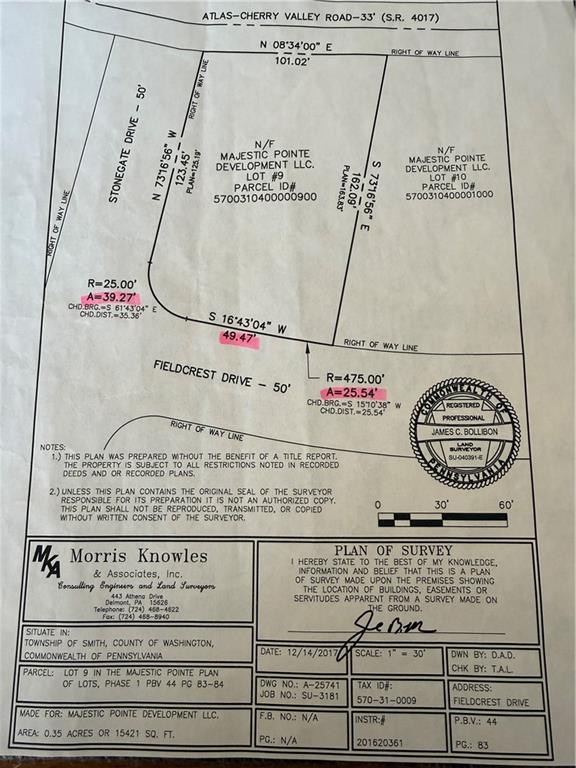 ATLAS-CHERRY VALLEY ROAD-33' (S.R. 4017)
N 08°34'00" E
101.02'
RIGHT OF WAY LINE
STONEGATE DRIVE - 50'
RIGHT OF WAY LINE
RIGHT OF WAY LINE
N 73°16'56" W
123.45'
PLAN=125.19'
N/F
MAJESTIC POINTE
DEVELOPMENT LLC.
LOT #9
PARCEL ID#
5700310400000900
S 73°16'56" E
162.09'
PLAN=163.83'
N/F
MAJESTIC POINTE
DEVELOPMENT LLC.
LOT #10
PARCEL ID#
5700310400001000
R=25.00'
A=39.27'
CHD.BRG.=S 61°43'04" E
CHD.DIST.=35.36'
S 16°43'04" W
49.47'
RIGHT OF WAY LINE
FIELDCREST DRIVE - 50'
R=475.00'
A=25.54'
CHD.BRG.=S 15°10'38" W
CHD.DIST.=25.54'
RIGHT OF WAY LINE
COMMONWEALTH OF
REGISTERED
PROFESSIONAL
JAMES C. BOLLIBON
LAND
SURVEYOR
SU-040391-E
PENNSYLVANIA
NOTES:
1.) THIS PLAN WAS PREPARED WITHOUT THE BENEFIT OF A TITLE REPORT.
THE PROPERTY IS SUBJECT TO ALL RESTRICTIONS NOTED IN RECORDED
DEEDS AND OR RECORDED PLANS.
2.) UNLESS THIS PLAN CONTAINS THE ORIGINAL SEAL OF THE SURVEYOR
RESPONSIBLE FOR ITS PREPARATION IT IS NOT AN AUTHORIZED COPY.
THIS PLAN SHALL NOT BE REPRODUCED, TRANSMITTED, OR COPIED
WITHOUT WRITTEN CONSENT OF THE SURVEYOR.
0 30' 60'
MKA
Morris Knowles
& Associates, Inc.
Consulting Engineers and Land Surveyors
443 Athena Drive
Delmont, PA 15626
Telephone: (724) 468-4622
Fax: (724) 468-8940
PLAN OF SURVEY
I HEREBY STATE TO THE BEST OF MY KNOWLEDGE,
INFORMATION AND BELIEF THAT THIS IS A PLAN
OF SURVEY MADE UPON THE PREMISES SHOWING
THE LOCATION OF BUILDINGS, EASEMENTS OR
SERVITUDES APPARENT FROM A SURVEY MADE ON
THE GROUND.
SITUATE IN:
TOWNSHIP OF SMITH, COUNTY OF WASHINGTON,
COMMONWEALTH OF PENNSYLVANIA
DATE: 12/14/2017
SCALE: 1" = 30'
DWN BY: D.A.D.
CHK BY: T.A.L.
PARCEL: LOT 9 IN THE MAJESTIC POINTE PLAN
OF LOTS, PHASE 1 PBV 44 PG 83-84
DWG NO.: A-25741
JOB NO.: SU-3181
TAX ID#:
570-31-0009
ADDRESS:
FIELDCREST DRIVE
MADE FOR: MAJESTIC POINTE DEVELOPMENT LLC.
AREA: 0.35 ACRES OR 15421 SQ. FT.
F.B. NO.: N/A
PG.: N/A
INSTR:#
201620361
P.B.V.: 44
PG.: 83